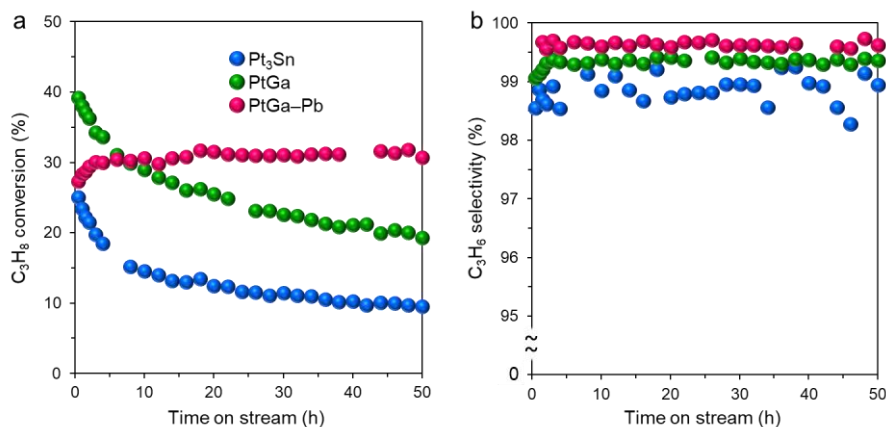 a
C₃H₈ conversion (%)
50
40
30
20
10
0
Pt₃Sn
PtGa
PtGa–Pb
0 10 20 30 40 50
Time on stream (h)
b
C₃H₆ selectivity (%)
100
99
98
97
96
95
≈
0
0 10 20 30 40 50
Time on stream (h)